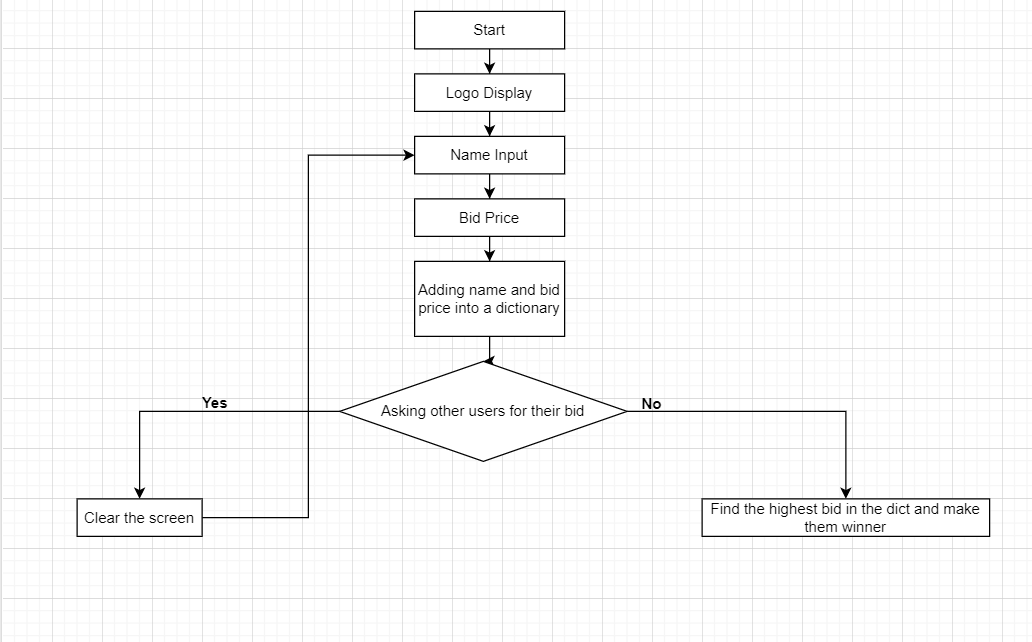 Start
Logo Display
Name Input
Bid Price
Adding name and bid
price into a dictionary
Asking other users for their bid
Yes
No
Clear the screen
Find the highest bid in the dict and make
them winner